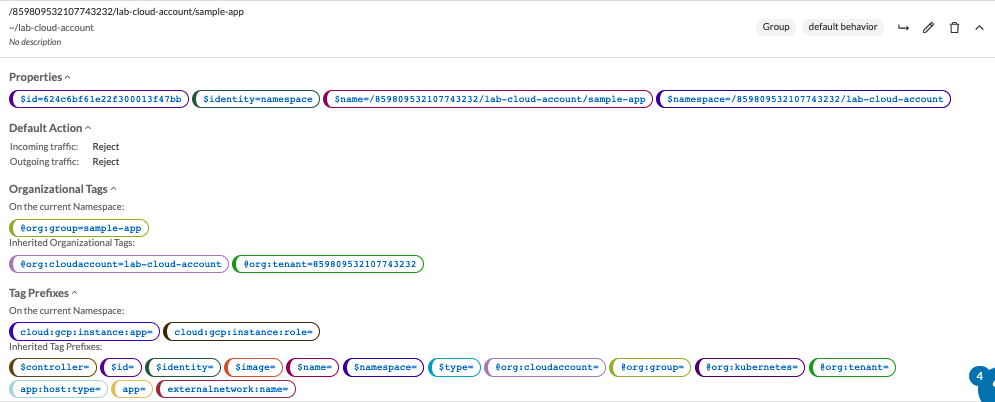 /859809532107743232/lab-cloud-account/sample-app
~/lab-cloud-account
No description
Group default behavior
Properties
$id=624c6bf61e22f300013f47bb $identity=namespace $name=/859809532107743232/lab-cloud-account/sample-app $namespace=/859809532107743232/lab-cloud-account
Default Action
Incoming traffic: Reject
Outgoing traffic: Reject
Organizational Tags
On the current Namespace:
@org:group=sample-app
Inherited Organizational Tags:
@org:cloudaccount=lab-cloud-account @org:tenant=859809532107743232
Tag Prefixes
On the current Namespace:
cloud:gcp:instance:app= cloud:gcp:instance:role=
Inherited Tag Prefixes:
$controller= $id= $identity= $image= $name= $namespace= $type= @org:cloudaccount= @org:group= @org:kubernetes= @org:tenant=
app:host:type= app= externalnetwork:name=
4